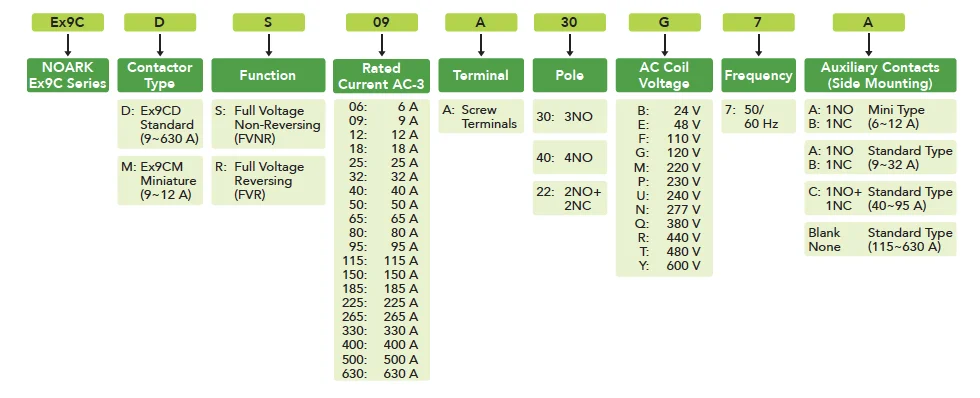 Ex9C D S 09 A 30 G 7 A
NOARK
Ex9C Series
Contactor
Type
Function
Rated
Current AC-3
Terminal
Pole
AC Coil
Voltage
Frequency
Auxiliary Contacts
(Side Mounting)
D: Ex9CD
Standard
(9~630 A)
M: Ex9CM
Miniature
(9~12 A)
S: Full Voltage
Non-Reversing
(FVNR)
R: Full Voltage
Reversing
(FVR)
06: 6 A
09: 9 A
12: 12 A
18: 18 A
25: 25 A
32: 32 A
40: 40 A
50: 50 A
65: 65 A
80: 80 A
95: 95 A
115: 115 A
150: 150 A
185: 185 A
225: 225 A
265: 265 A
330: 330 A
400: 400 A
500: 500 A
630: 630 A
A: Screw
Terminals
30: 3NO
40: 4NO
22: 2NO+
2NC
B: 24 V
E: 48 V
F: 110 V
G: 120 V
M: 220 V
P: 230 V
U: 240 V
N: 277 V
Q: 380 V
R: 440 V
T: 480 V
Y: 600 V
7: 50/
60 Hz
A: 1NO Mini Type
B: 1NC (6~12 A)
A: 1NO Standard Type
B: 1NC (9~32 A)
C: 1NO+ Standard Type
1NC (40~95 A)
Blank Standard Type
None (115~630 A)